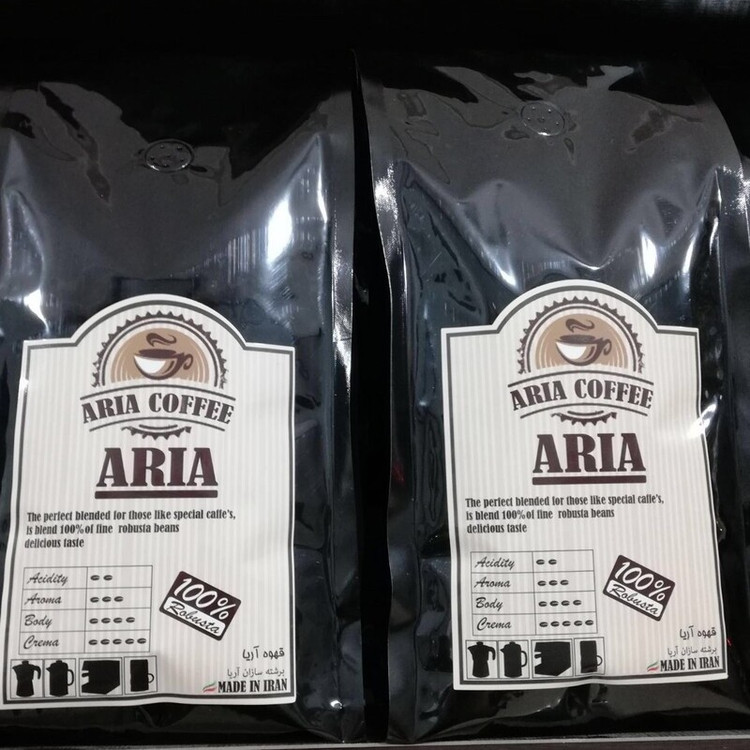 ARIA COFFEE
ARIA
The perfect blended for those like special caffe's,
is blend 100% of fine robusta beans
delicious taste
Acidity
Aroma
Body
Crema
100%
Robusta
قهوه آریا
برشته سازان آریا
MADE IN IRAN
ARIA COFFEE
ARIA
The perfect blended for those like special caffe's,
is blend 100% of fine robusta beans
delicious taste
Acidity
Aroma
Body
Crema
100%
Robusta
قهوه آریا
برشته سازان آریا
MADE IN IRAN